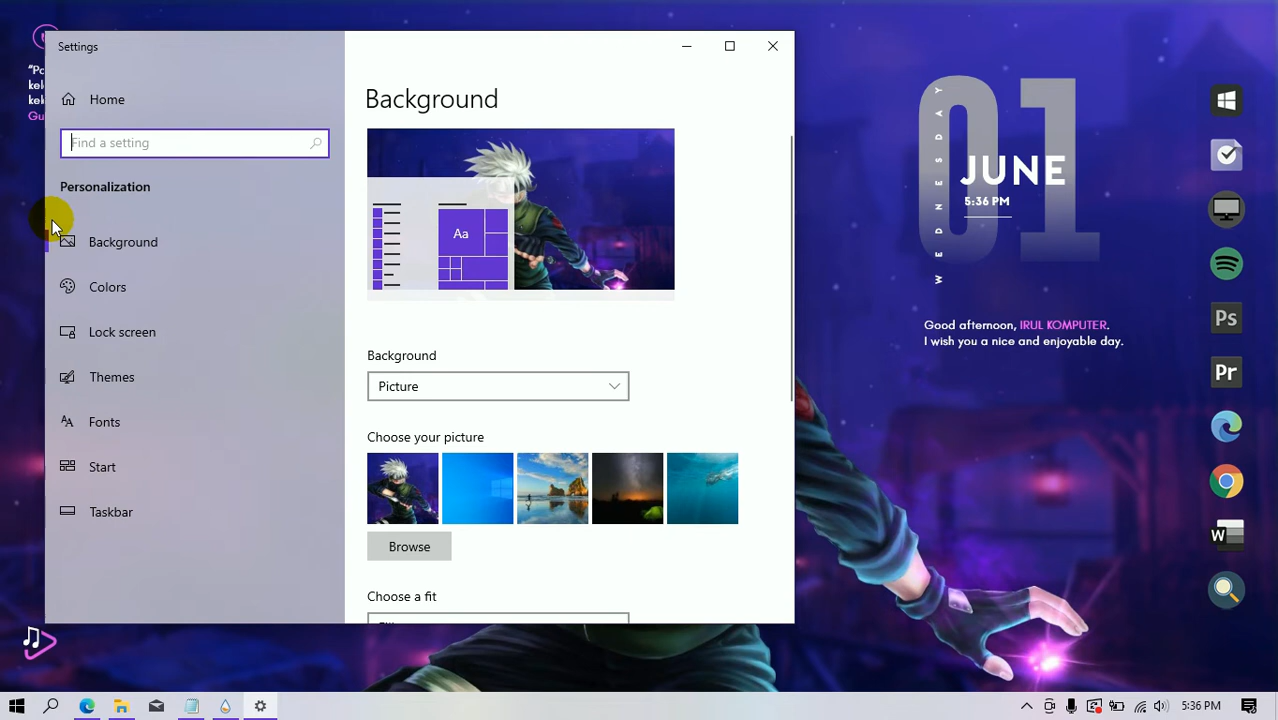 Settings
Home
Find a setting
Personalization
Background
Colors
Lock screen
Themes
Fonts
Start
Taskbar
Background
Aa
Background
Picture
Choose your picture
Browse
Choose a fit
WEDNESDAY
01
JUNE
5:36 PM
Good afternoon, IRUL KOMPUTER.
I wish you a nice and enjoyable day.
Ps
Pr
W
5:36 PM